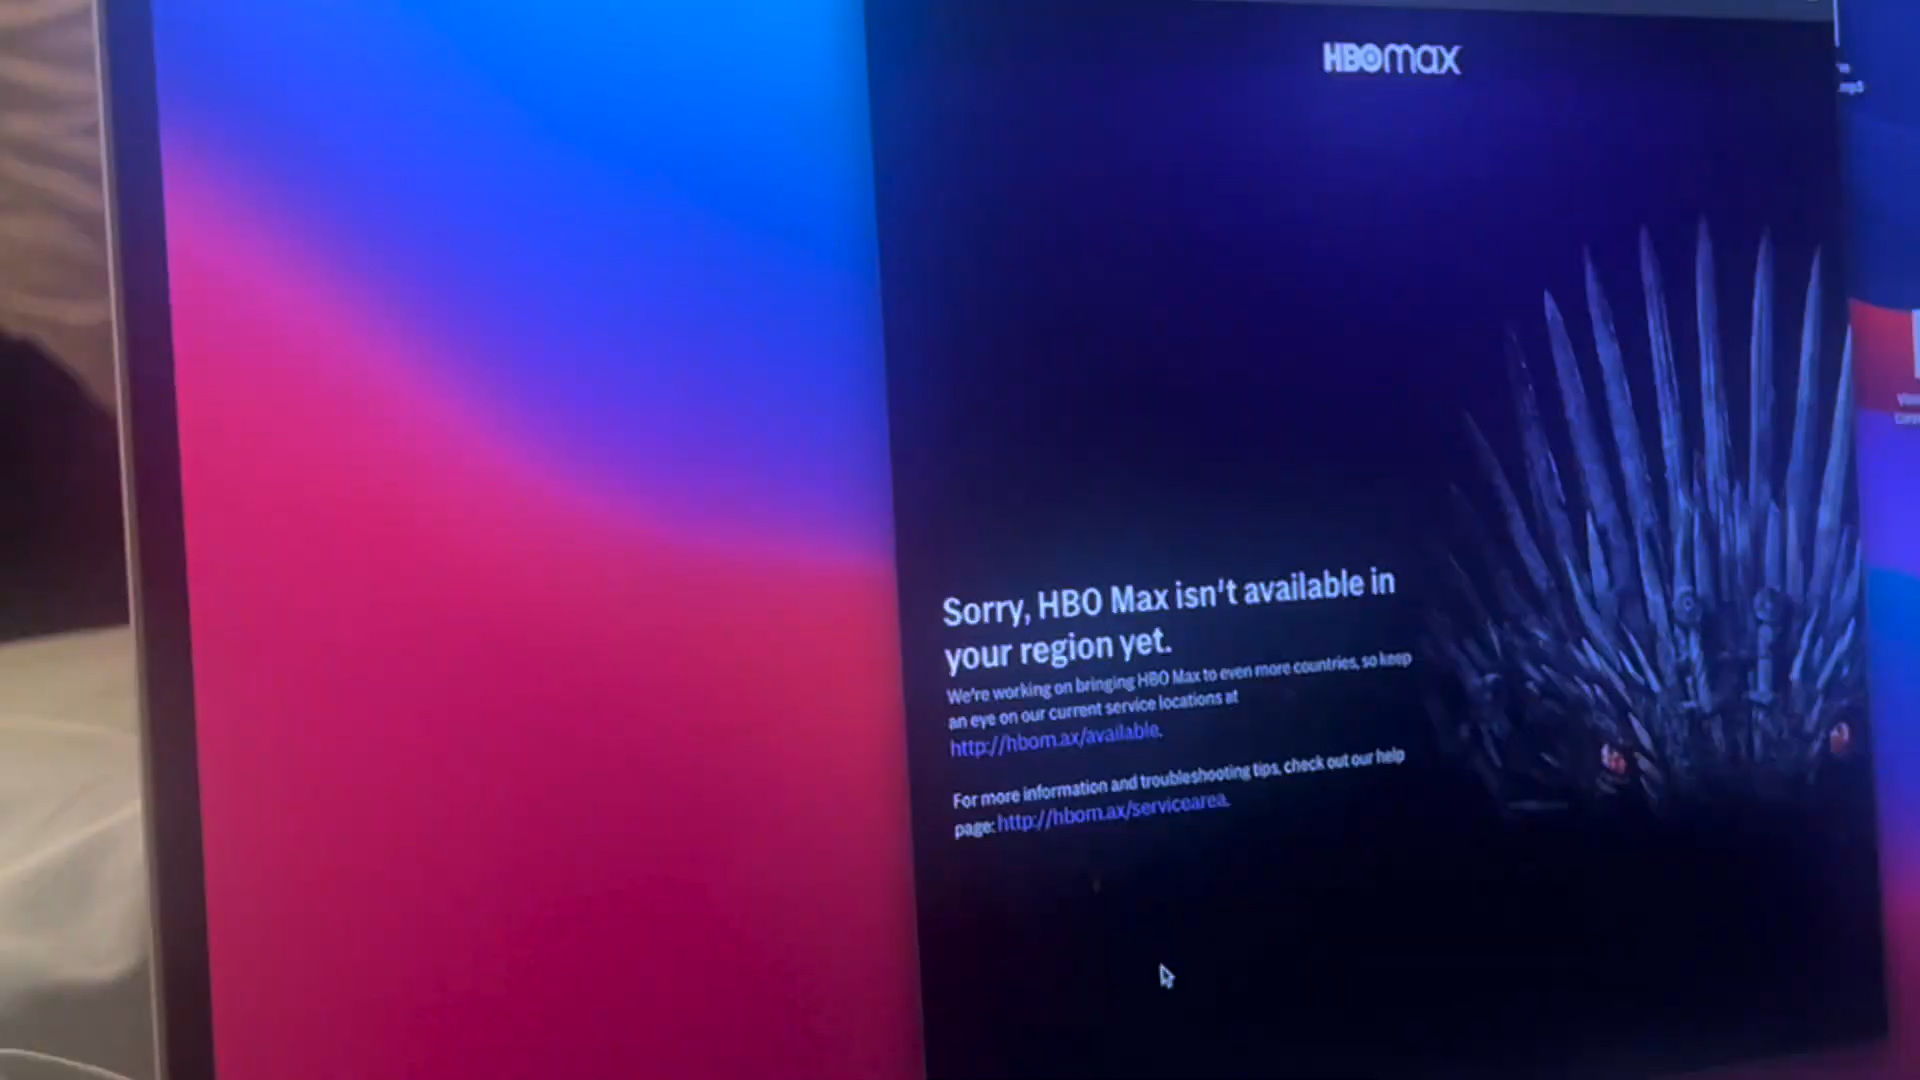 HBOmax
mp3
Sorry, HBO Max isn't available in
your region yet.
We're working on bringing HBO Max to even more countries, so keep
an eye on our current service locations at
http://hbom.ax/available.
For more information and troubleshooting tips, check out our help
page: http://hbom.ax/servicearea.